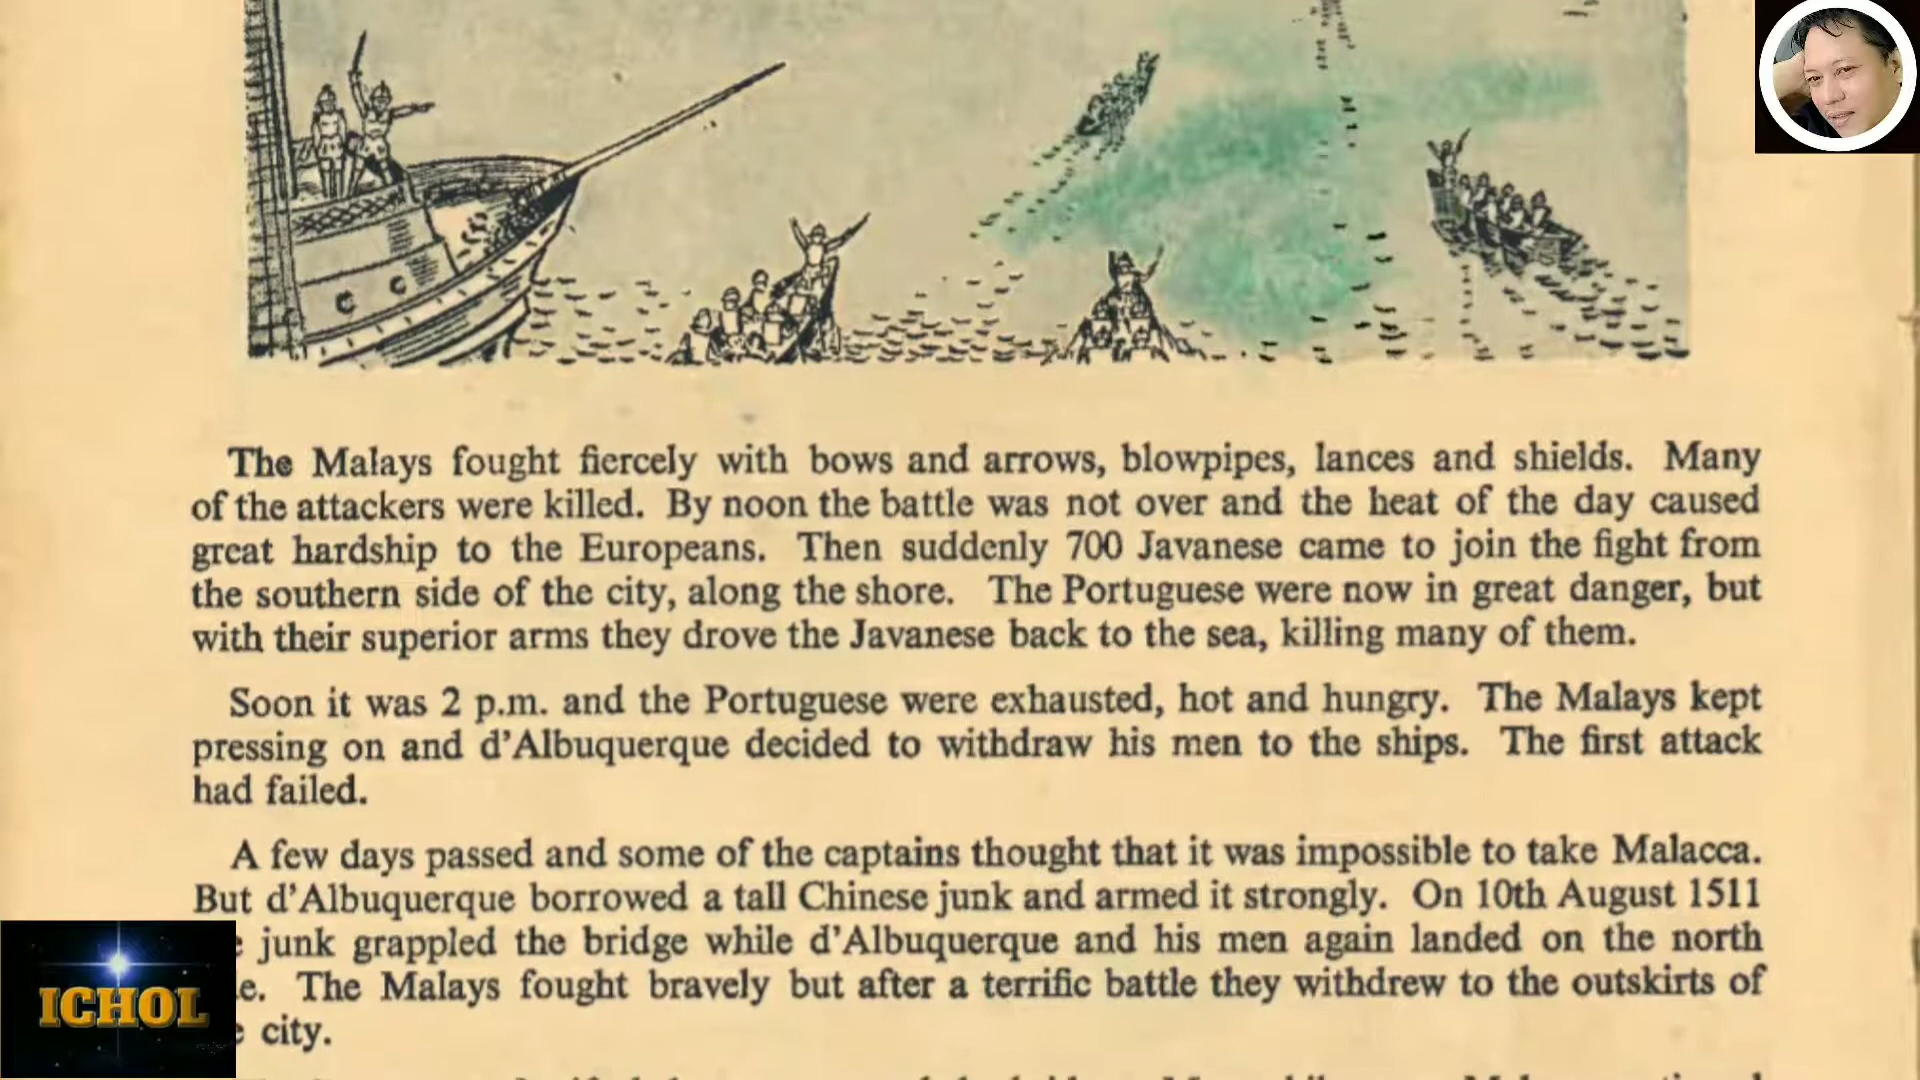 The Malays fought fiercely with bows and arrows, blowpipes, lances and shields. Many
of the attackers were killed. By noon the battle was not over and the heat of the day caused
great hardship to the Europeans. Then suddenly 700 Javanese came to join the fight from
the southern side of the city, along the shore. The Portuguese were now in great danger, but
with their superior arms they drove the Javanese back to the sea, killing many of them.
Soon it was 2 p.m. and the Portuguese were exhausted, hot and hungry. The Malays kept
pressing on and d'Albuquerque decided to withdraw his men to the ships. The first attack
had failed.
A few days passed and some of the captains thought that it was impossible to take Malacca.
But d'Albuquerque borrowed a tall Chinese junk and armed it strongly. On 10th August 1511
junk grappled the bridge while d'Albuquerque and his men again landed on the north
The Malays fought bravely but after a terrific battle they withdrew to the outskirts of
city.
ICHOL